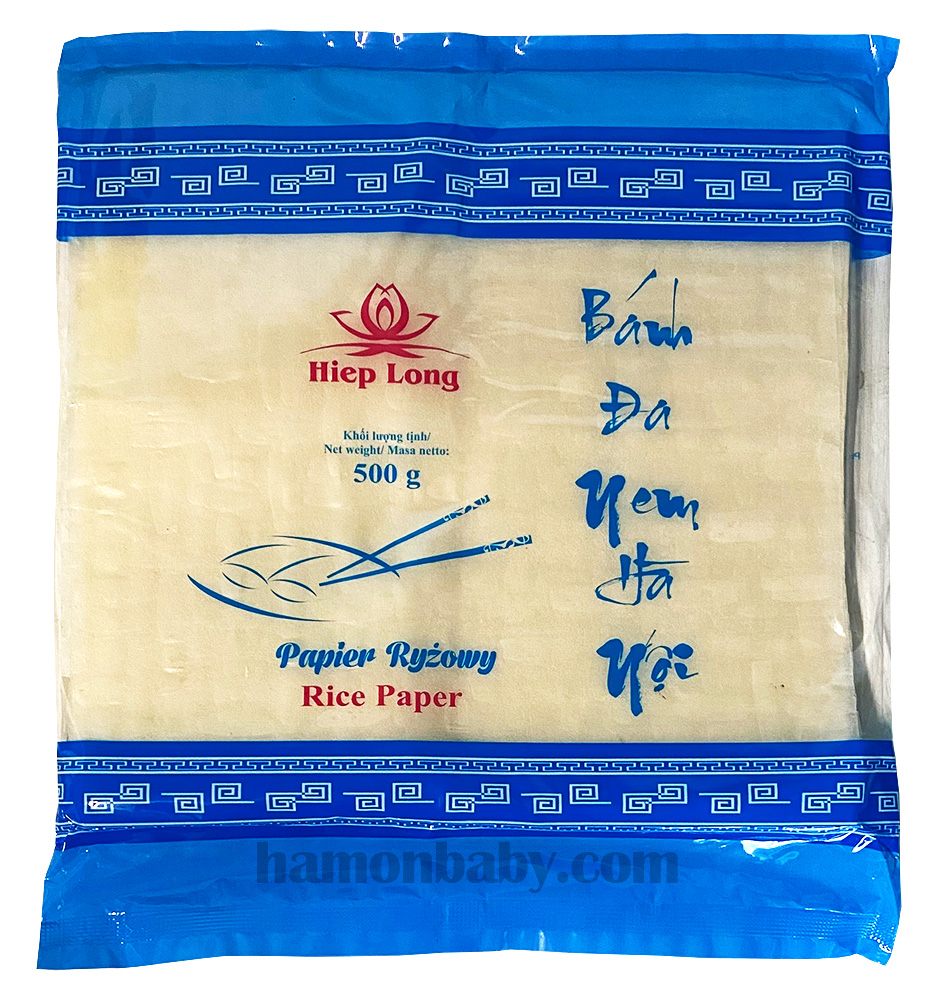 Hiep Long
Khối lượng tịnh/
Net weight/ Masa netto:
500 g
Papier Ryżowy
Rice Paper
Bánh
Đa
Nem
Hà
Nội
hamonbaby.com